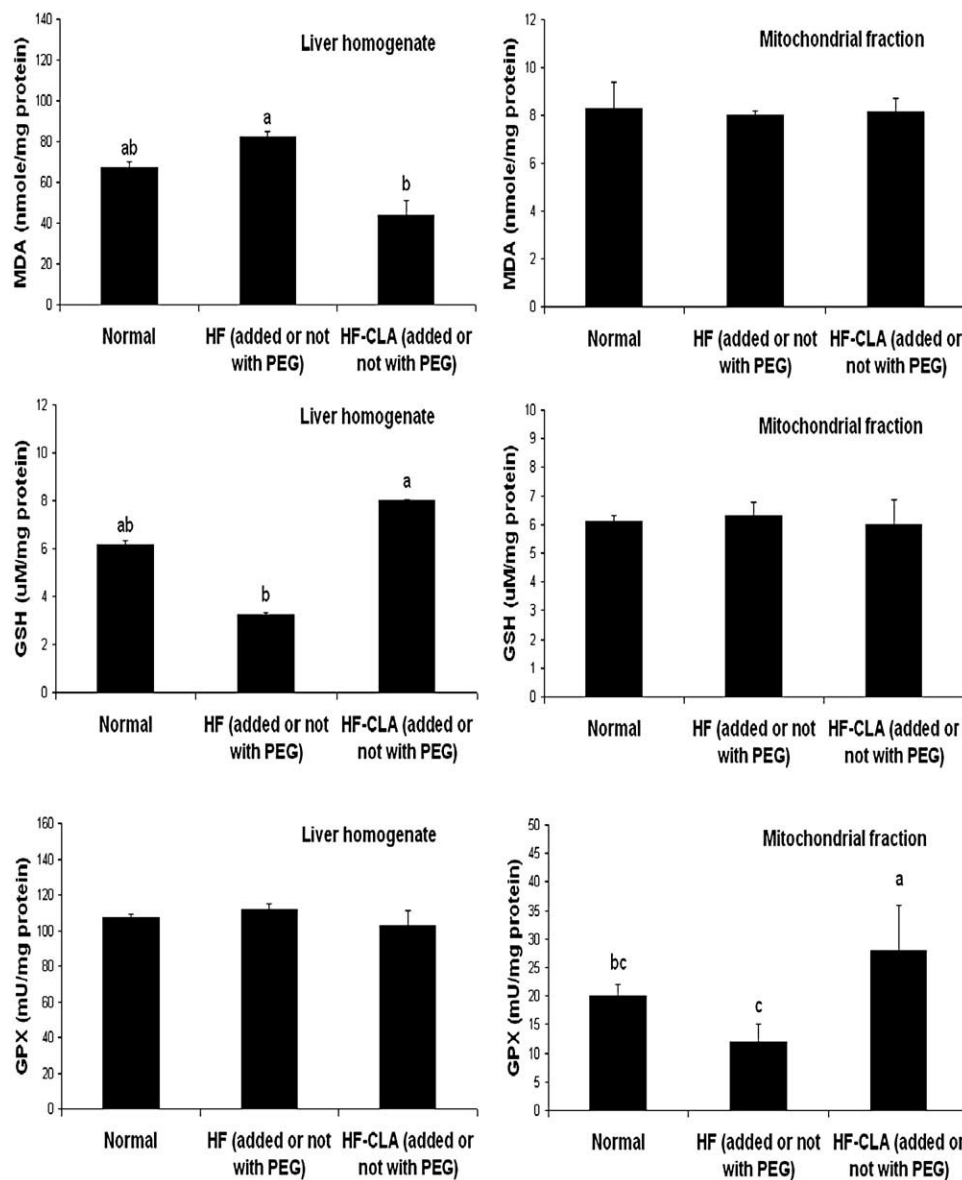 Liver homogenate
MDA (nmole/mg protein)
140
120
100
80
60
40
20
0
ab
a
b
Normal
HF (added or not
with PEG)
HF-CLA (added or
not with PEG)
Mitochondrial fraction
MDA (nmole/mg protein)
12
10
8
6
4
2
0
Normal
HF (added or not
with PEG)
HF-CLA (added or
not with PEG)
Liver homogenate
GSH (uM/mg protein)
12
10
8
6
4
2
0
ab
b
a
Normal
HF (added or not
with PEG)
HF-CLA (added or
not with PEG)
Mitochondrial fraction
GSH (uM/mg protein)
10
9
8
7
6
5
4
3
2
1
0
Normal
HF (added or not
with PEG)
HF-CLA (added or
not with PEG)
Liver homogenate
GPX (mU/mg protein)
160
140
120
100
80
60
40
20
0
Normal
HF (added or not
with PEG)
HF-CLA (added or
not with PEG)
Mitochondrial fraction
GPX (mU/mg protein)
50
45
40
35
30
25
20
15
10
5
0
bc
c
a
Normal
HF (added or not
with PEG)
HF-CLA (added or
not with PEG)